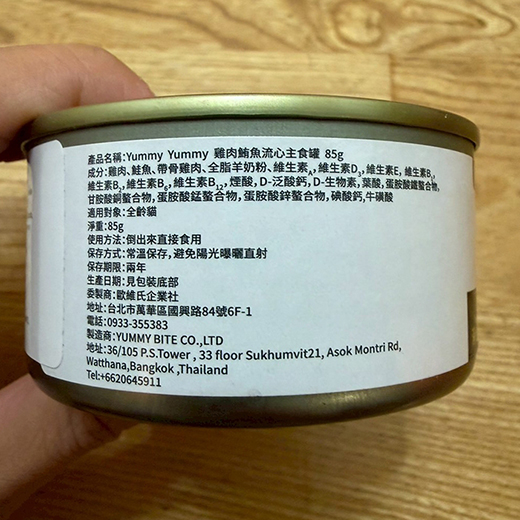 產品名稱:Yummy Yummy 雞肉鮪魚流心主食罐 85g
成分:雞肉、鮭魚、帶骨雞肉、全脂羊奶粉、維生素A,維生素D3,維生素E, 維生素B1,
維生素B2,維生素B6,維生素B12,煙酸, D-泛酸鈣, D-生物素, 葉酸, 蛋胺酸鐵螯合物,
甘胺酸銅螯合物, 蛋胺酸錳螯合物, 蛋胺酸鋅螯合物, 碘酸鈣,牛磺酸
適用對象:全齡貓
淨重:85g
使用方法:倒出來直接食用
保存方式:常溫保存,避免陽光曝曬直射
保存期限:兩年
生產日期:見包裝底部
委製商:歐維氏企業社
地址:台北市萬華區國興路84號6F-1
電話:0933-355383
製造商:YUMMY BITE CO.,LTD
地址:36/105 P.S.Tower , 33 floor Sukhumvit21, Asok Montri Rd,
Watthana,Bangkok ,Thailand
Tel:+6620645911